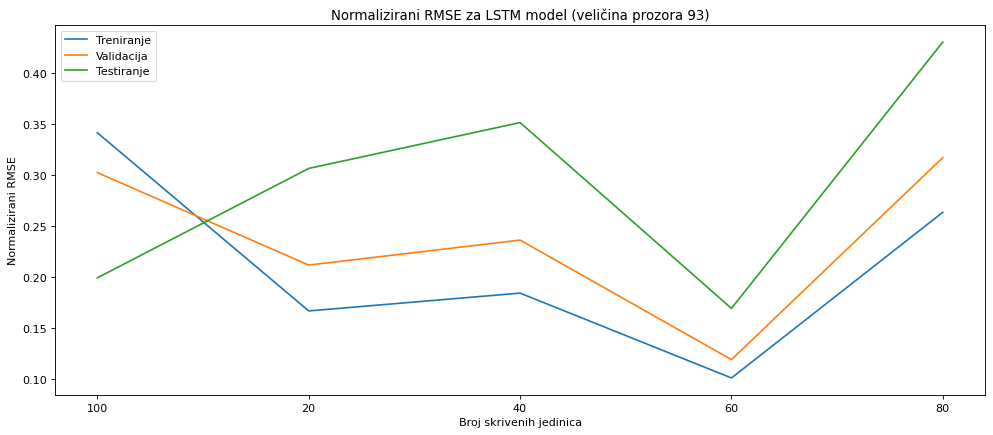 Normalizirani RMSE za LSTM model (veličina prozora 93)
Treniranje
Validacija
Testiranje
Normalizirani RMSE
0.40
0.35
0.30
0.25
0.20
0.15
0.10
100 20 40 60 80
Broj skrivenih jedinica